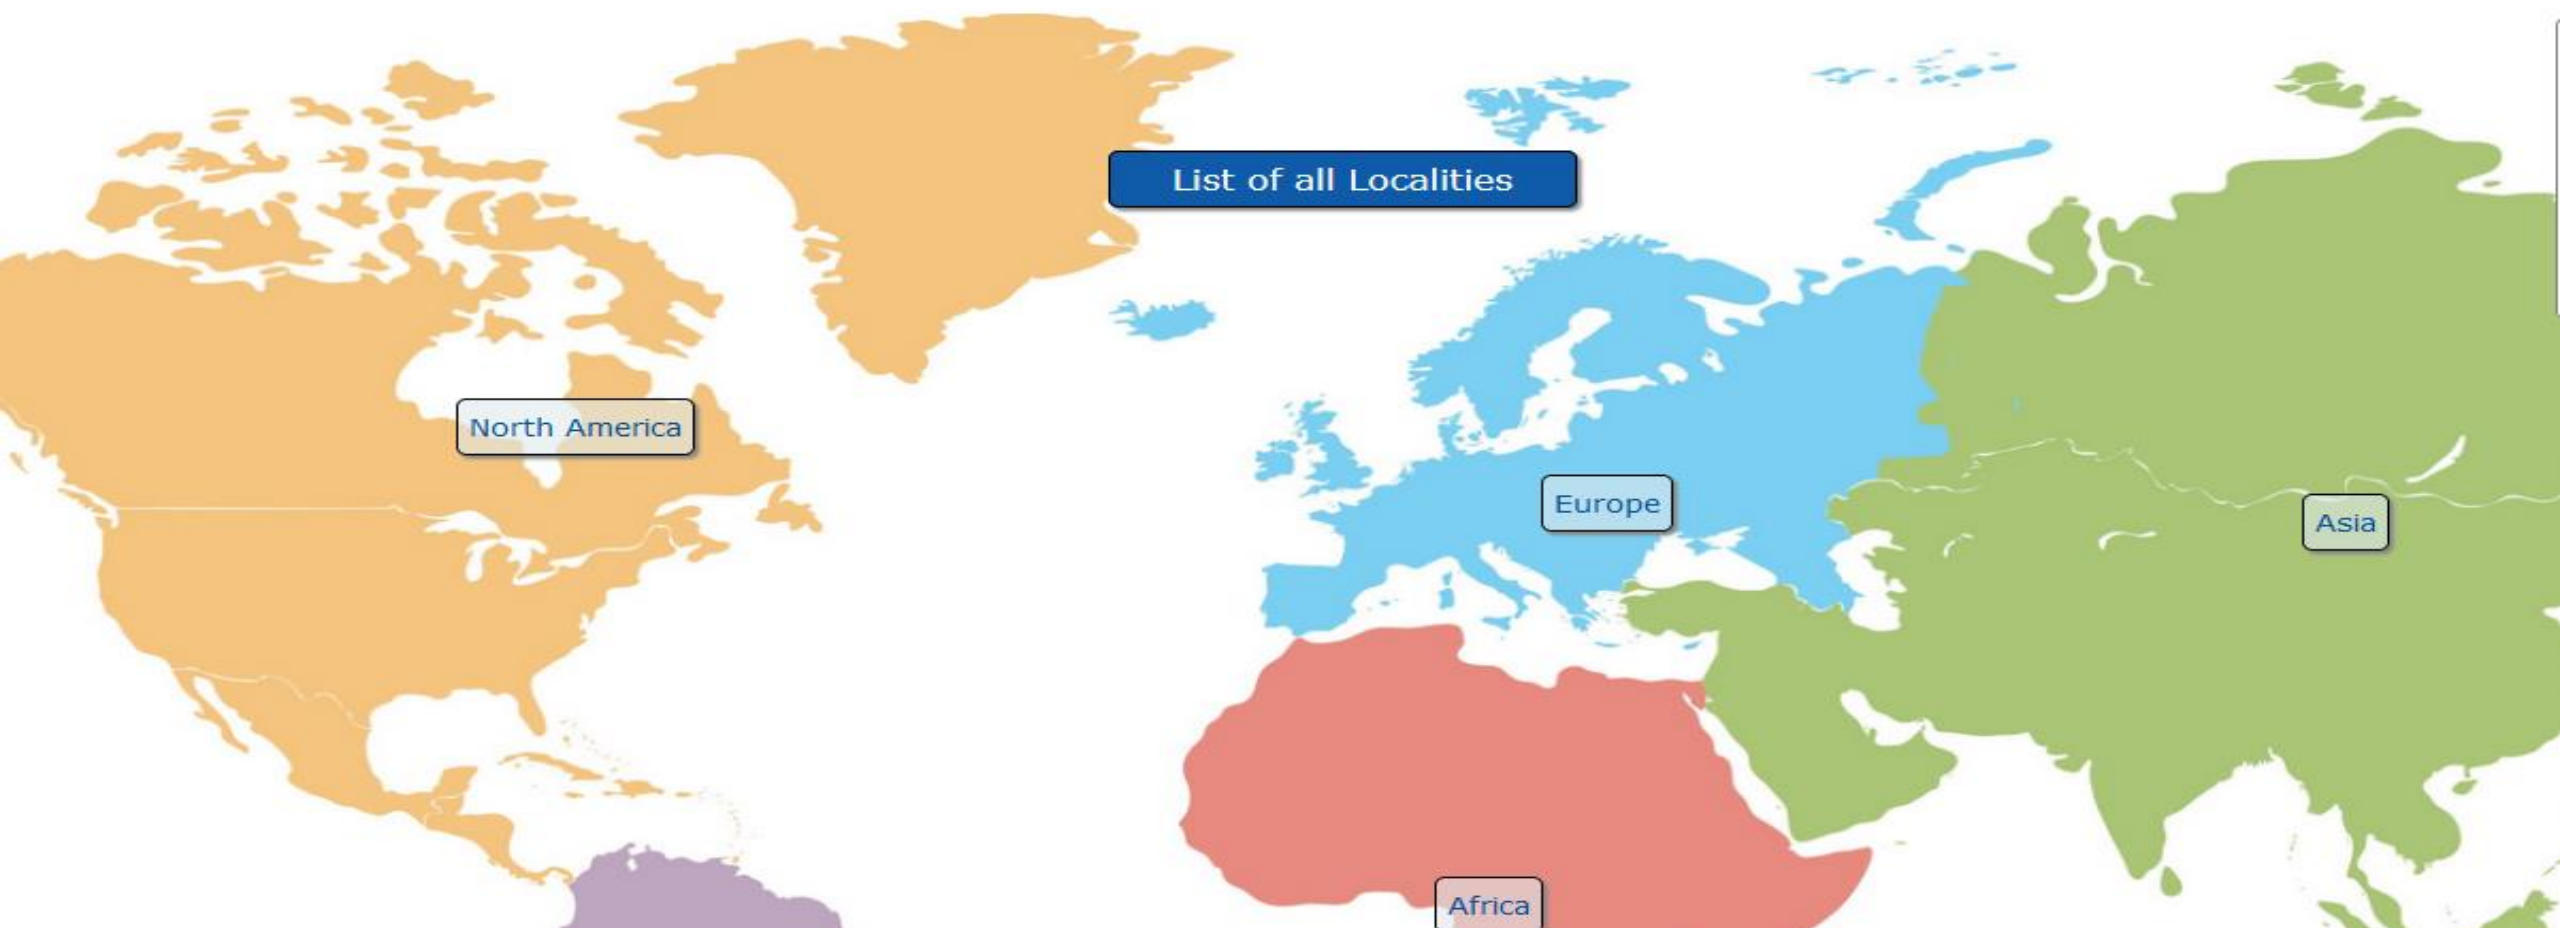 List of all Localities
North America
Europe
Asia
Africa